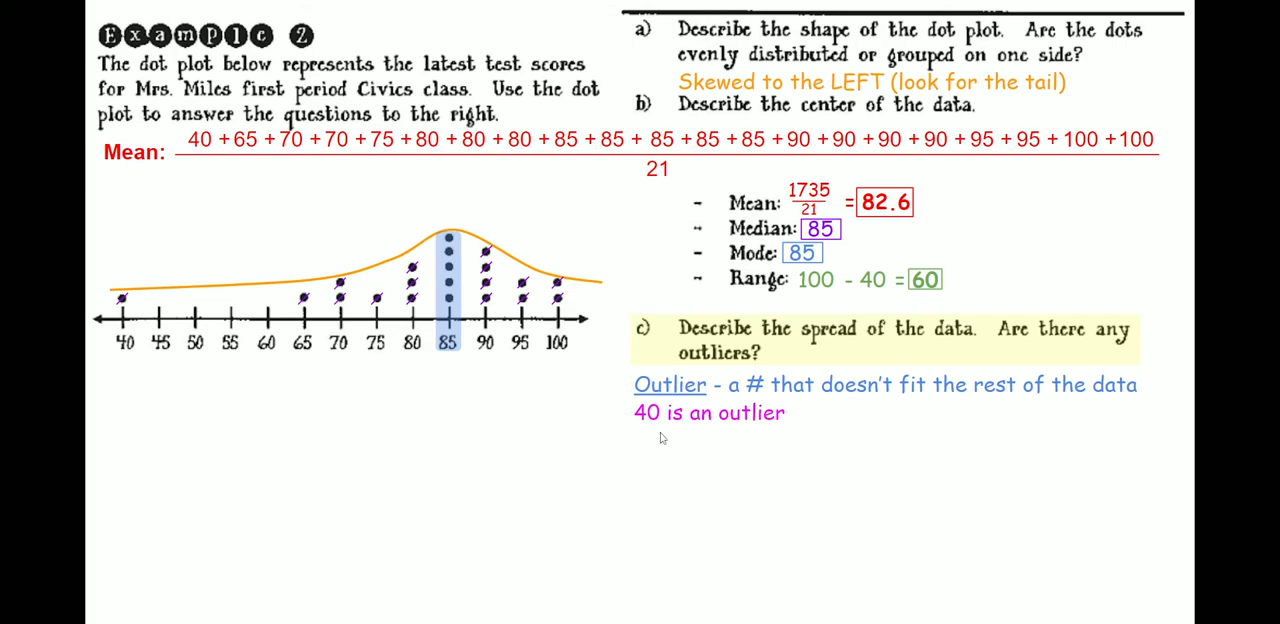 Example 2
The dot plot below represents the latest test scores
for Mrs. Miles first period Civics class. Use the dot
plot to answer the questions to the right.
a) Describe the shape of the dot plot. Are the dots
evenly distributed or grouped on one side?
Skewed to the LEFT (look for the tail)
b) Describe the center of the data.
Mean: 40 + 65 + 70 + 70 + 75 + 80 + 80 + 80 + 85 + 85 + 85 + 85 + 85 + 90 + 90 + 90 + 90 + 95 + 95 + 100 + 100
21
- Mean: 1735
21
= 82.6
- Median: 85
- Mode: 85
- Range: 100 - 40 = 60
40 45 50 55 60 65 70 75 80 85 90 95 100
c) Describe the spread of the data. Are there any
outliers?
Outlier - a # that doesn't fit the rest of the data
40 is an outlier